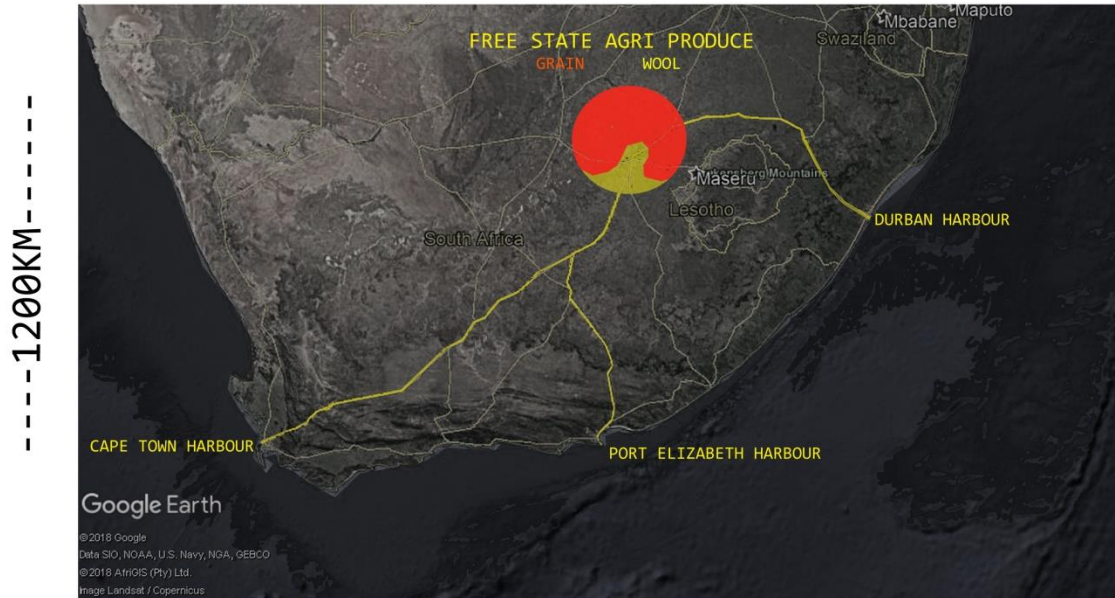 ----1200KM------
Maputo
Mbabane
Swaziland
FREE STATE AGRI PRODUCE
GRAIN WOOL
Maseru
Mountains
Lesotho
DURBAN HARBOUR
South Africa
CAPE TOWN HARBOUR
PORT ELIZABETH HARBOUR
Google Earth
©2018 Google
Data SIO, NOAA, U.S. Navy, NGA, GEBCO
©2018 AfriGIS (Pty) Ltd.
Image Landsat / Copernicus